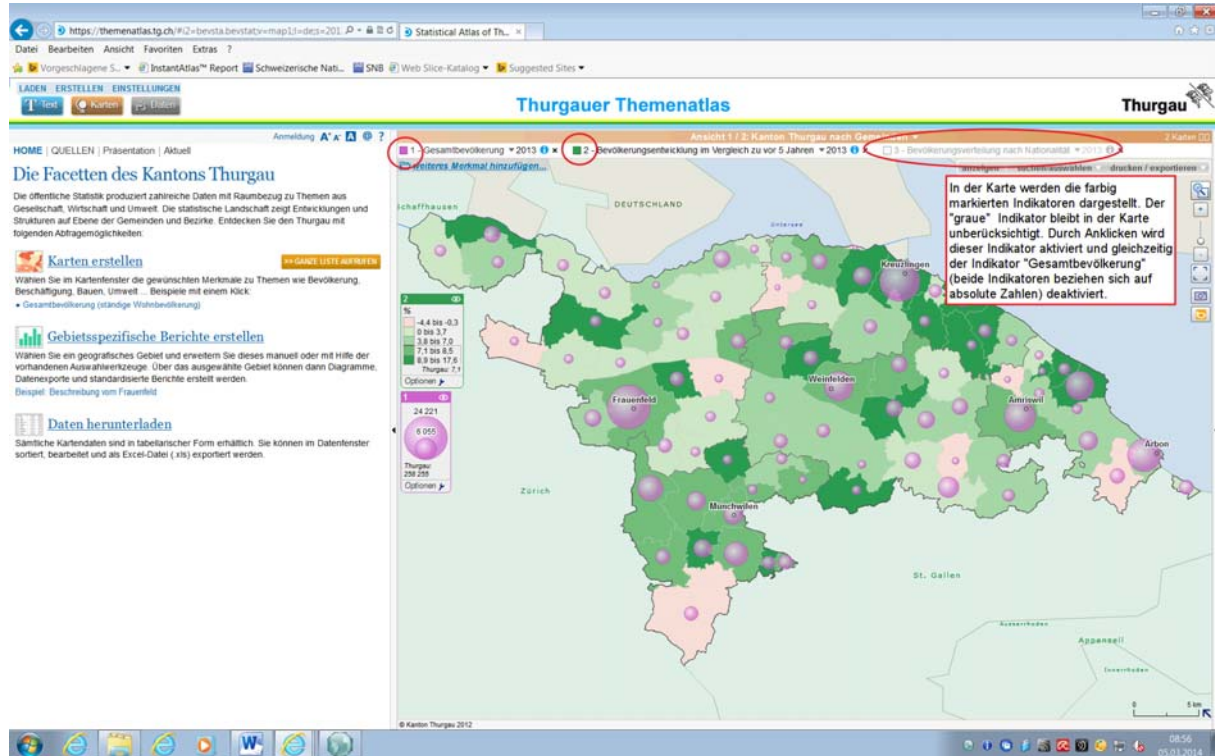 https://themenatlas.tg.ch/#i2=bevsta.bevstat;v=map1;l=de;s=201
Statistical Atlas of Th...
Datei Bearbeiten Ansicht Favoriten Extras ?
Vorgeschlagene S... InstantAtlas™ Report Schweizerische Nati... SNB Web Slice-Katalog Suggested Sites
LADEN ERSTELLEN EINSTELLUNGEN
Text Karten Daten
Thurgauer Themenatlas
Thurgau
Anmeldung A+ A- A ?
HOME | QUELLEN | Präsentation | Aktuell
Die Facetten des Kantons Thurgau
Die öffentliche Statistik produziert zahlreiche Daten mit Raumbezug zu Themen aus
Gesellschaft, Wirtschaft und Umwelt. Die statistische Landschaft zeigt Entwicklungen und
Strukturen auf Ebene der Gemeinden und Bezirke. Entdecken Sie den Thurgau mit
folgenden Abfragemöglichkeiten:
Karten erstellen
>> GANZE LISTE AUFRUFEN
Wählen Sie im Kartenfenster die gewünschten Merkmale zu Themen wie Bevölkerung,
Beschäftigung, Bauen, Umwelt ... Beispiele mit einem Klick:
• Gesamtbevölkerung (ständige Wohnbevölkerung)
Gebietsspezifische Berichte erstellen
Wählen Sie ein geografisches Gebiet und erweitern Sie dieses manuell oder mit Hilfe der
vorhandenen Auswahlwerkzeuge. Über das ausgewählte Gebiet können dann Diagramme,
Datenexporte und standardisierte Berichte erstellt werden.
Beispiel: Beschreibung vom Frauenfeld
Daten herunterladen
Sämtliche Kartendaten sind in tabellarischer Form erhältlich. Sie können im Datenfenster
sortiert, bearbeitet und als Excel-Datei (.xls) exportiert werden.
Ansicht 1 / 2: Kanton Thurgau nach Gemeinden
2 Karten
1 - Gesamtbevölkerung 2013
2 - Bevölkerungsentwicklung im Vergleich zu vor 5 Jahren 2013
3 - Bevölkerungsverteilung nach Nationalität 2013
Weiteres Merkmal hinzufügen...
anzeigen suchen/auswählen drucken / exportieren
In der Karte werden die farbig
markierten Indikatoren dargestellt. Der
"graue" Indikator bleibt in der Karte
unberücksichtigt. Durch Anklicken wird
dieser Indikator aktiviert und gleichzeitig
der Indikator "Gesamtbevölkerung"
(beide Indikatoren beziehen sich auf
absolute Zahlen) deaktiviert.
Schaffhausen
DEUTSCHLAND
Untersee
Kreuzlingen
2
%
-4,4 bis -0,3
0 bis 3,7
3,8 bis 7,0
7,1 bis 8,5
8,9 bis 17,6
Thurgau: 7,1
Optionen
1
24 221
6 055
Thurgau:
258 255
Optionen
Weinfelden
Frauenfeld
Amriswil
Arbon
Zürich
Münchwilen
St. Gallen
Ausserrhoden
Appenzell
Innerrhoden
0 5 km
© Kanton Thurgau 2012
08:56
05.03.2014